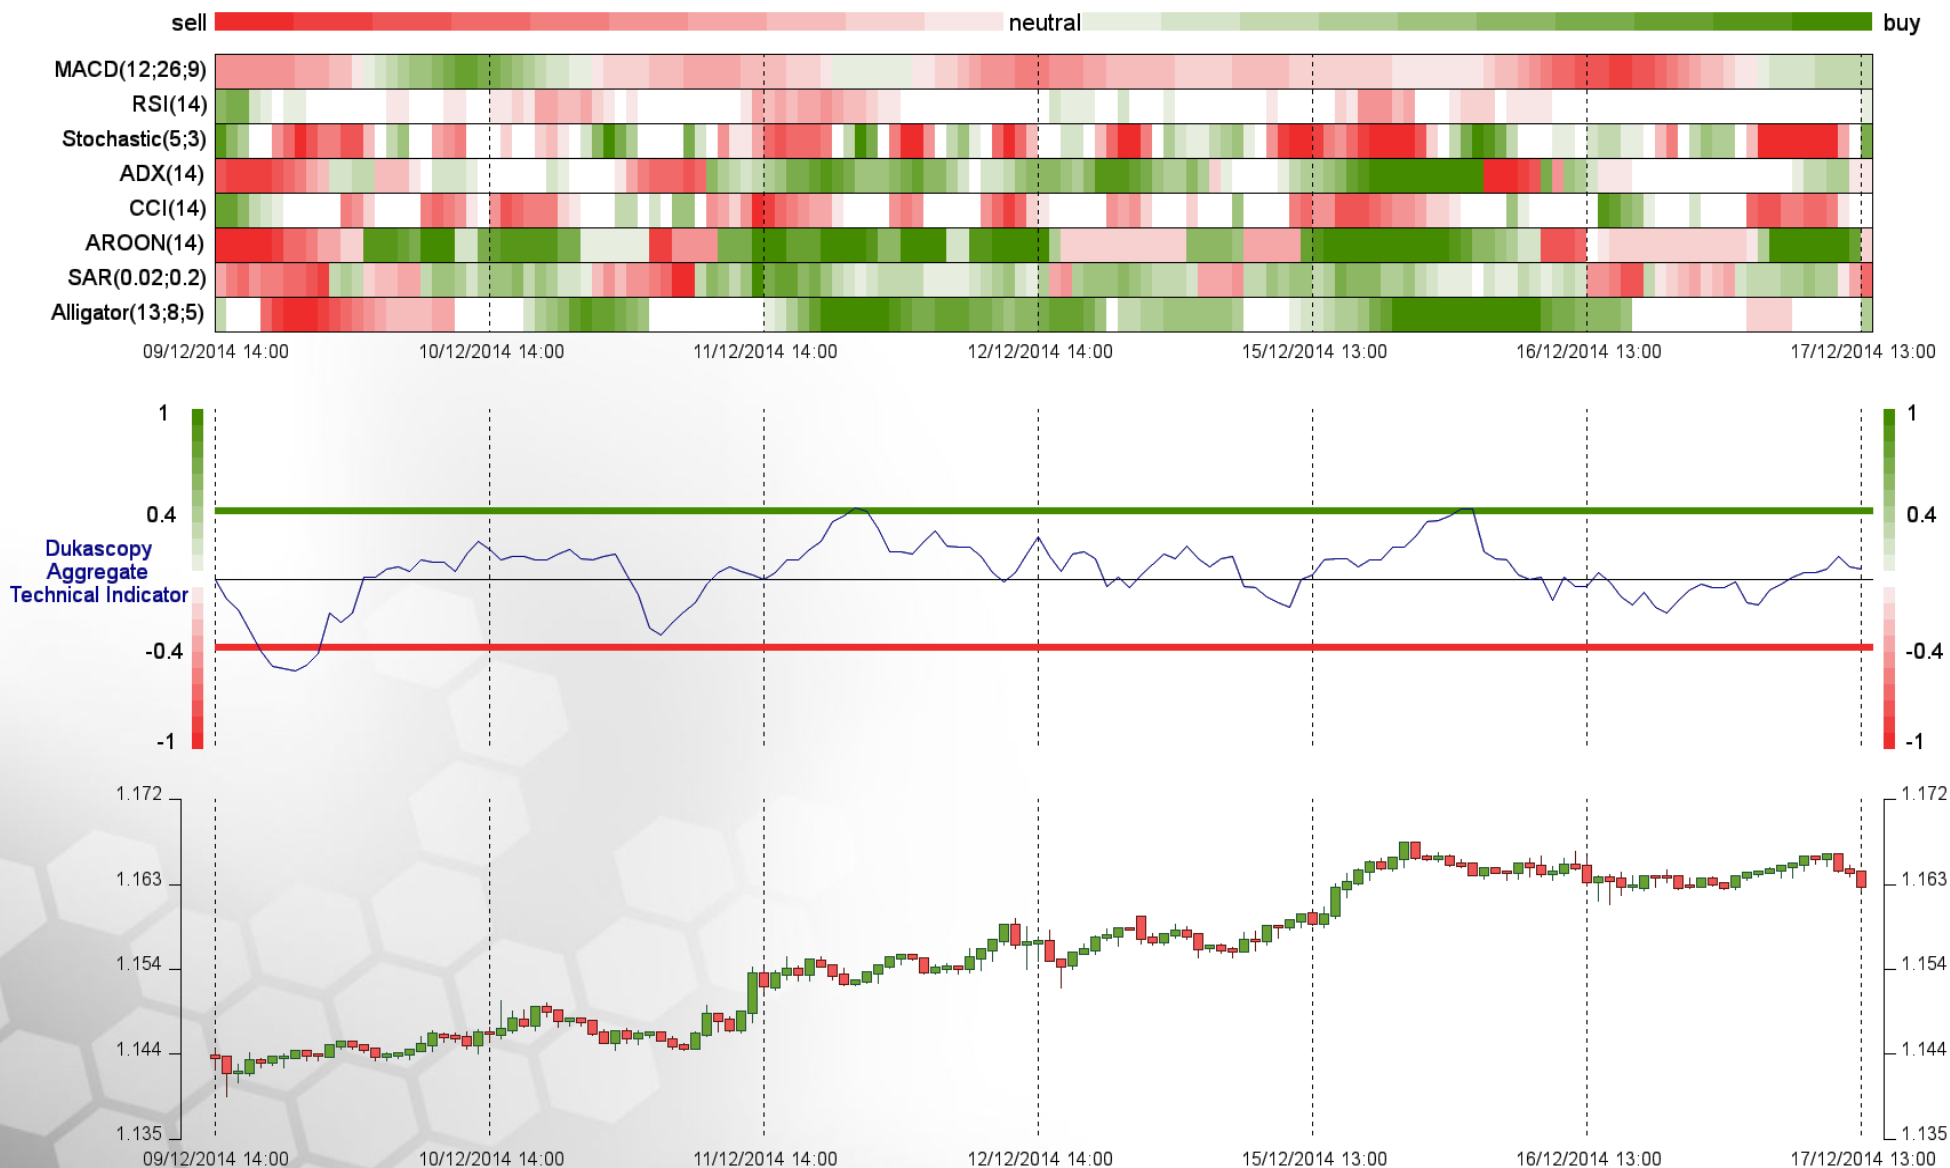 sell neutral buy
MACD(12;26;9)
RSI(14)
Stochastic(5;3)
ADX(14)
CCI(14)
AROON(14)
SAR(0.02;0.2)
Alligator(13;8;5)
09/12/2014 14:00 10/12/2014 14:00 11/12/2014 14:00 12/12/2014 14:00 15/12/2014 13:00 16/12/2014 13:00 17/12/2014 13:00
1 1
0.4 0.4
Dukascopy
Aggregate
Technical Indicator
-0.4 -0.4
-1 -1
1.172 1.172
1.163 1.163
1.154 1.154
1.144 1.144
1.135 1.135
09/12/2014 14:00 10/12/2014 14:00 11/12/2014 14:00 12/12/2014 14:00 15/12/2014 13:00 16/12/2014 13:00 17/12/2014 13:00